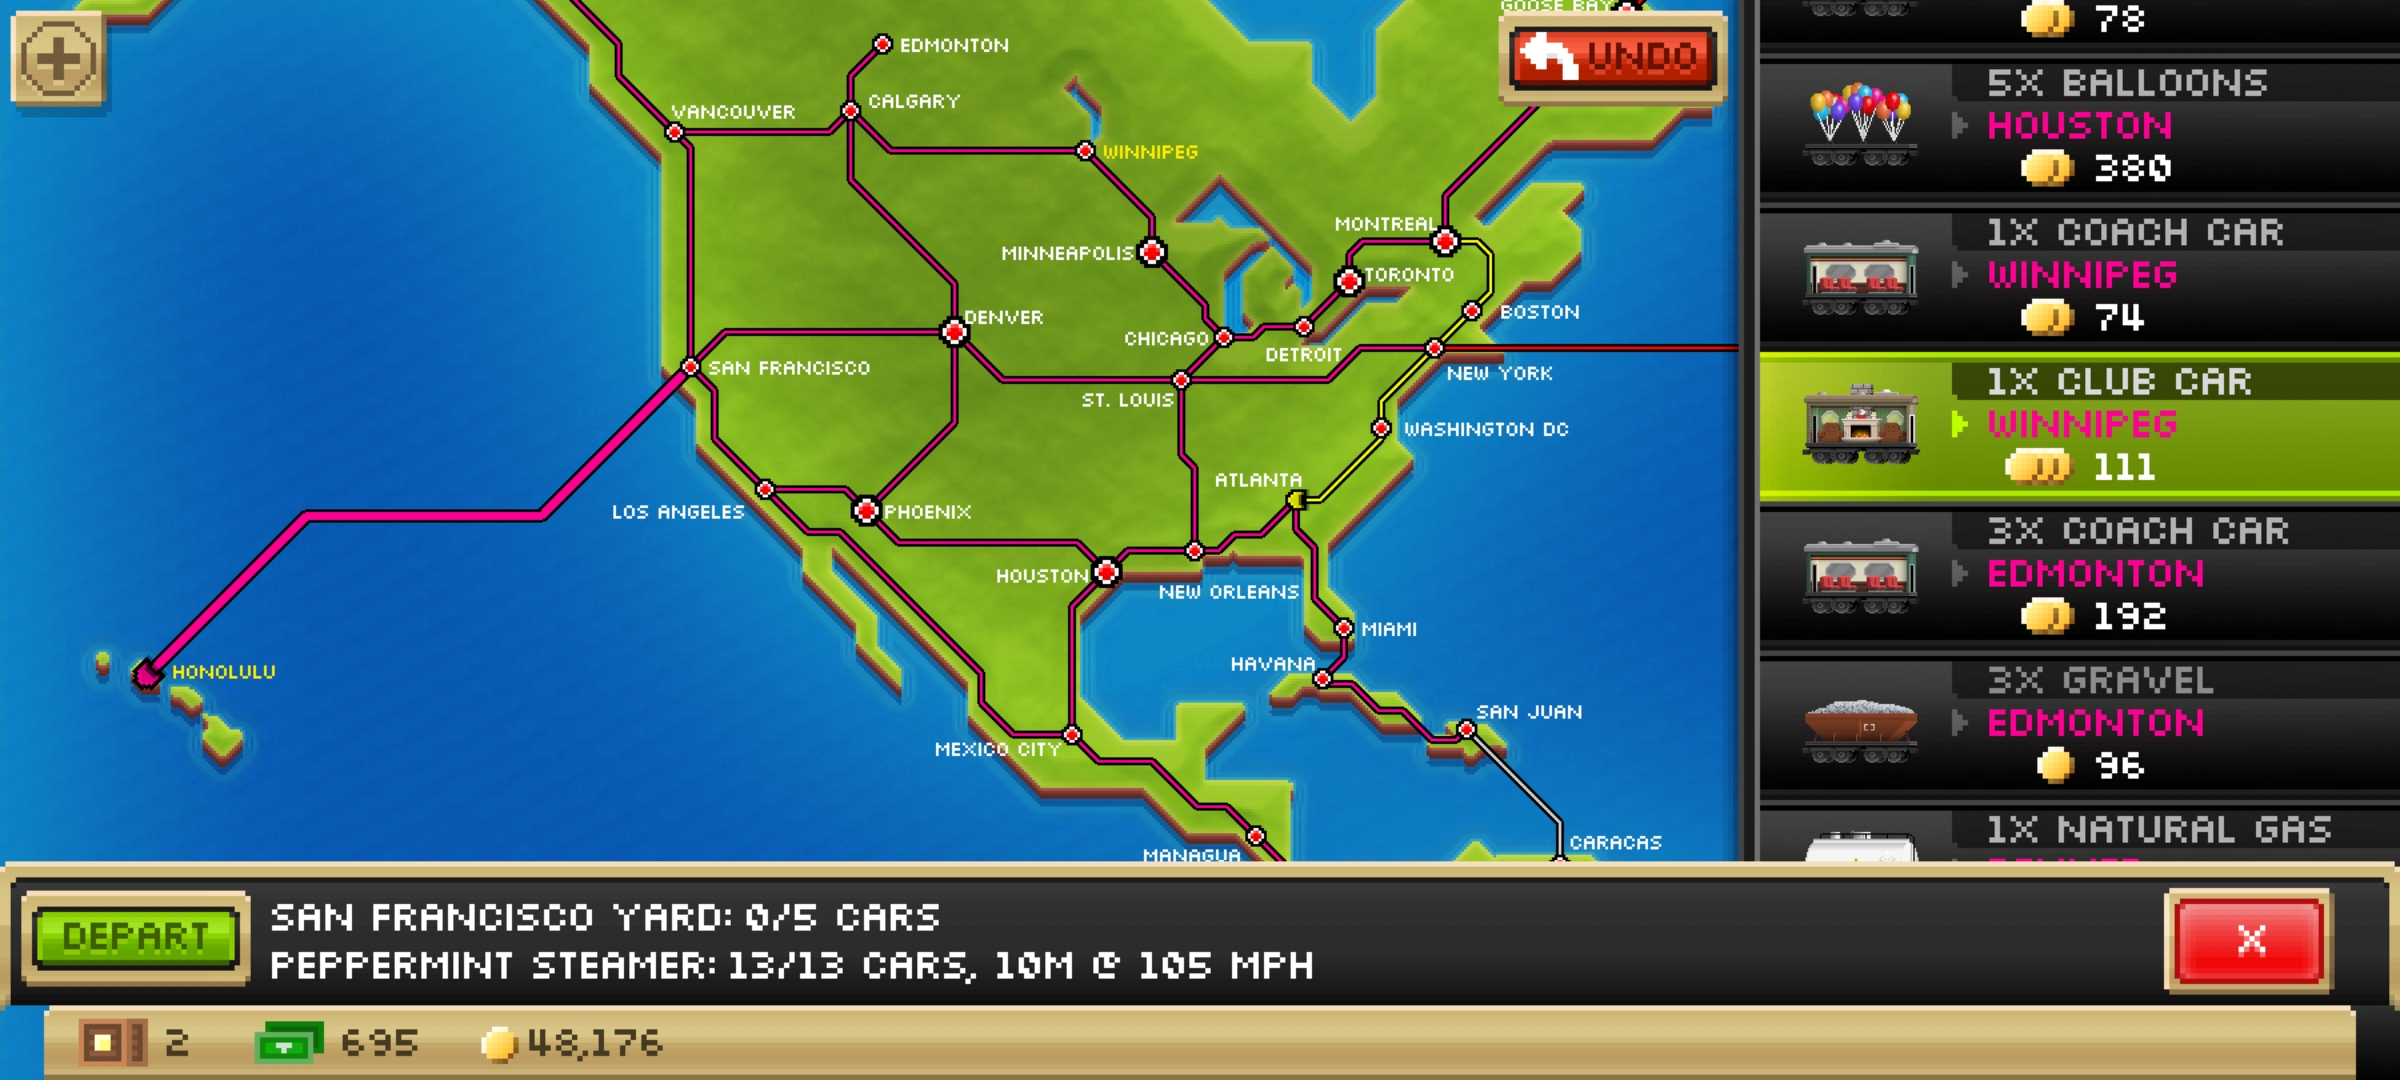 GOOSE BAY
EDMONTON
CALGARY
VANCOUVER
WINNIPEG
MONTREAL
MINNEAPOLIS
TORONTO
DENVER
BOSTON
CHICAGO
DETROIT
SAN FRANCISCO
NEW YORK
ST. LOUIS
WASHINGTON DC
ATLANTA
LOS ANGELES
PHOENIX
HOUSTON
NEW ORLEANS
MIAMI
HAVANA
HONOLULU
SAN JUAN
MEXICO CITY
CARACAS
MANAGUA
UNDO
78
5X BALLOONS
HOUSTON
380
1X COACH CAR
WINNIPEG
74
1X CLUB CAR
WINNIPEG
111
3X COACH CAR
EDMONTON
192
3X GRAVEL
EDMONTON
96
1X NATURAL GAS
DEPART
SAN FRANCISCO YARD: 0/5 CARS
PEPPERMINT STEAMER: 13/13 CARS, 10M @ 105 MPH
X
2
695
48,176